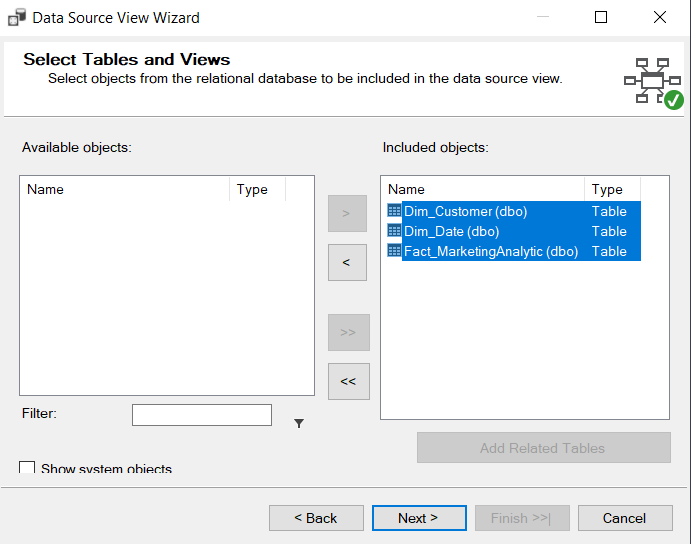 Data Source View Wizard
Select Tables and Views
Select objects from the relational database to be included in the data source view.
Available objects:
Name Type
>
<
>>
<<
Filter:
Show system objects
Included objects:
Name Type
Dim_Customer (dbo) Table
Dim_Date (dbo) Table
Fact_MarketingAnalytic (dbo) Table
Add Related Tables
< Back Next > Finish >>| Cancel